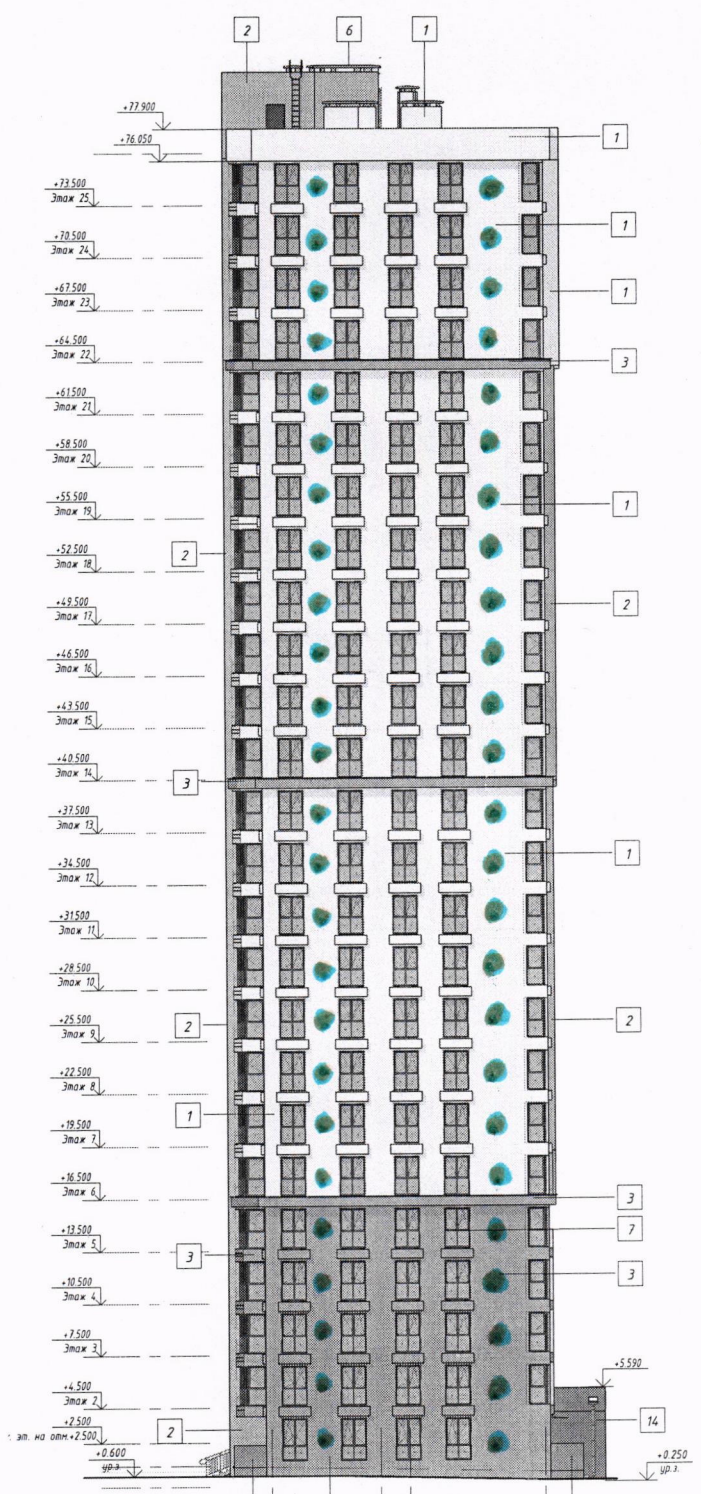 2
6
1
+77.900
+76.050
1
+73.500
Этаж 25
1
+70.500
Этаж 24
+67.500
Этаж 23
1
+64.500
Этаж 22
3
+61.500
Этаж 21
+58.500
Этаж 20
+55.500
Этаж 19
1
+52.500
Этаж 18
2
+49.500
Этаж 17
2
+46.500
Этаж 16
+43.500
Этаж 15
+40.500
Этаж 14
3
+37.500
Этаж 13
+34.500
Этаж 12
1
+31.500
Этаж 11
+28.500
Этаж 10
+25.500
Этаж 9
2
2
+22.500
Этаж 8
+19.500
Этаж 7
1
+16.500
Этаж 6
3
+13.500
Этаж 5
7
3
+10.500
Этаж 4
3
+7.500
Этаж 3
+5.590
+4.500
Этаж 2
14
+2.500
эт. на отм.+2.500
2
+0.600
ур.з.
+0.250
ур.з.